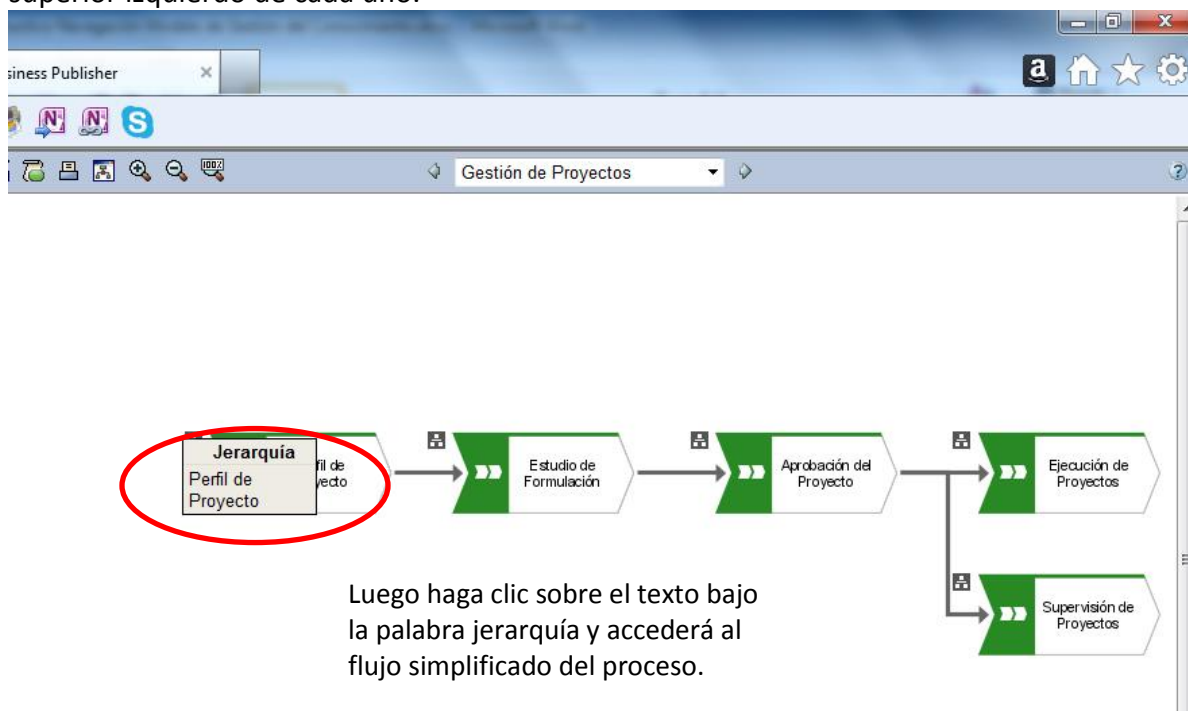 superior izquierdo de cada uno.
siness Publisher
a
N N S
100%
Gestión de Proyectos
?
Jerarquía
Perfil de
Proyecto
fil de
yecto
Estudio de
Formulación
Aprobación del
Proyecto
Ejecución de
Proyectos
Luego haga clic sobre el texto bajo
la palabra jerarquía y accederá al
flujo simplificado del proceso.
Supervisión de
Proyectos